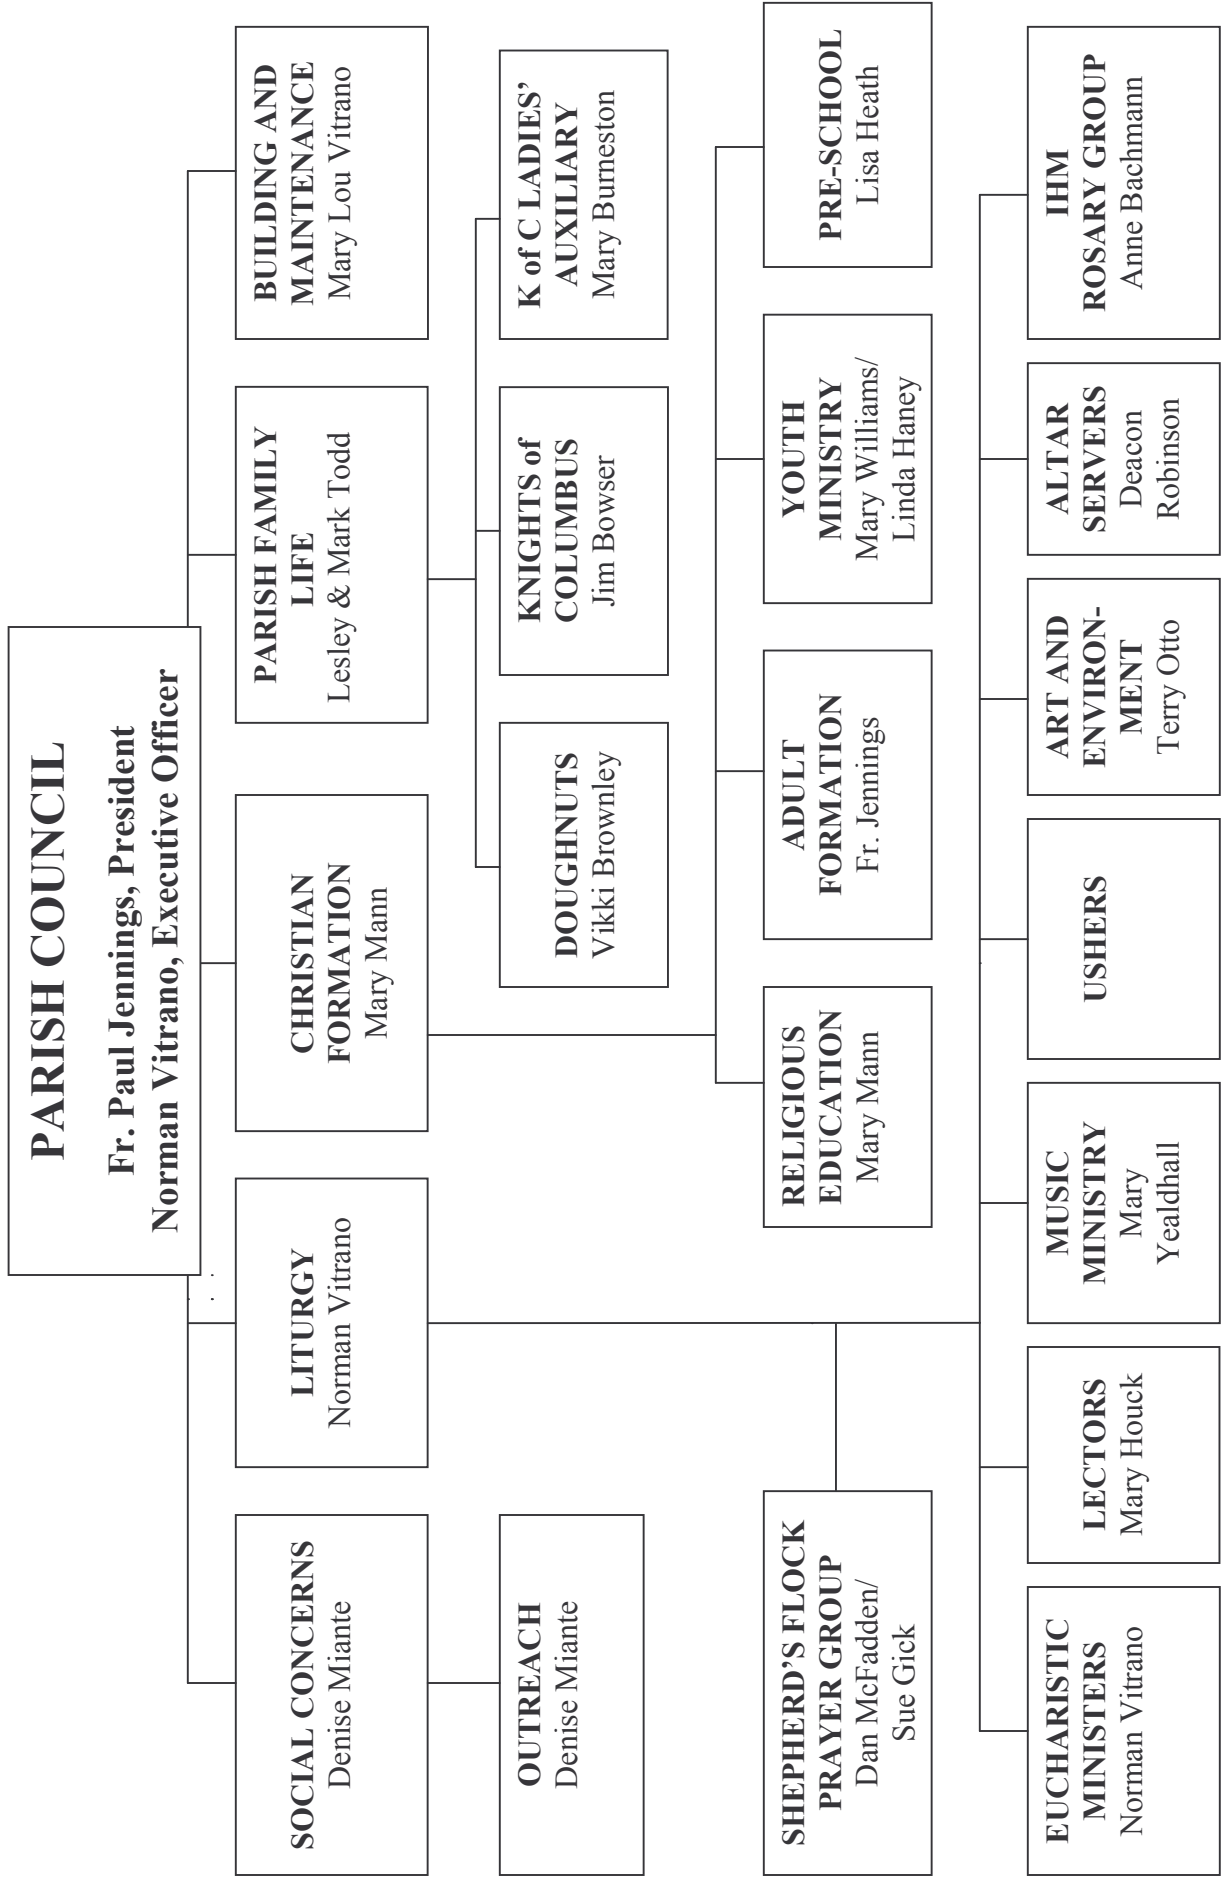 PARISH COUNCIL
Fr. Paul Jennings, President
Norman Vitrano, Executive Officer
SOCIAL CONCERNS
Denise Miante
LITURGY
Norman Vitrano
CHRISTIAN
FORMATION
Mary Mann
PARISH FAMILY
LIFE
Lesley & Mark Todd
BUILDING AND
MAINTENANCE
Mary Lou Vitrano
OUTREACH
Denise Miante
DOUGHNUTS
Vikki Brownley
KNIGHTS of
COLUMBUS
Jim Bowser
K of C LADIES'
AUXILIARY
Mary Burneston
SHEPHERD'S FLOCK
PRAYER GROUP
Dan McFadden/
Sue Gick
RELIGIOUS
EDUCATION
Mary Mann
ADULT
FORMATION
Fr. Jennings
YOUTH
MINISTRY
Mary Williams/
Linda Haney
PRE-SCHOOL
Lisa Heath
EUCHARISTIC
MINISTERS
Norman Vitrano
LECTORS
Mary Houck
MUSIC
MINISTRY
Mary
Yealdhall
USHERS
ART AND
ENVIRON-
MENT
Terry Otto
ALTAR
SERVERS
Deacon
Robinson
IHM
ROSARY GROUP
Anne Bachmann